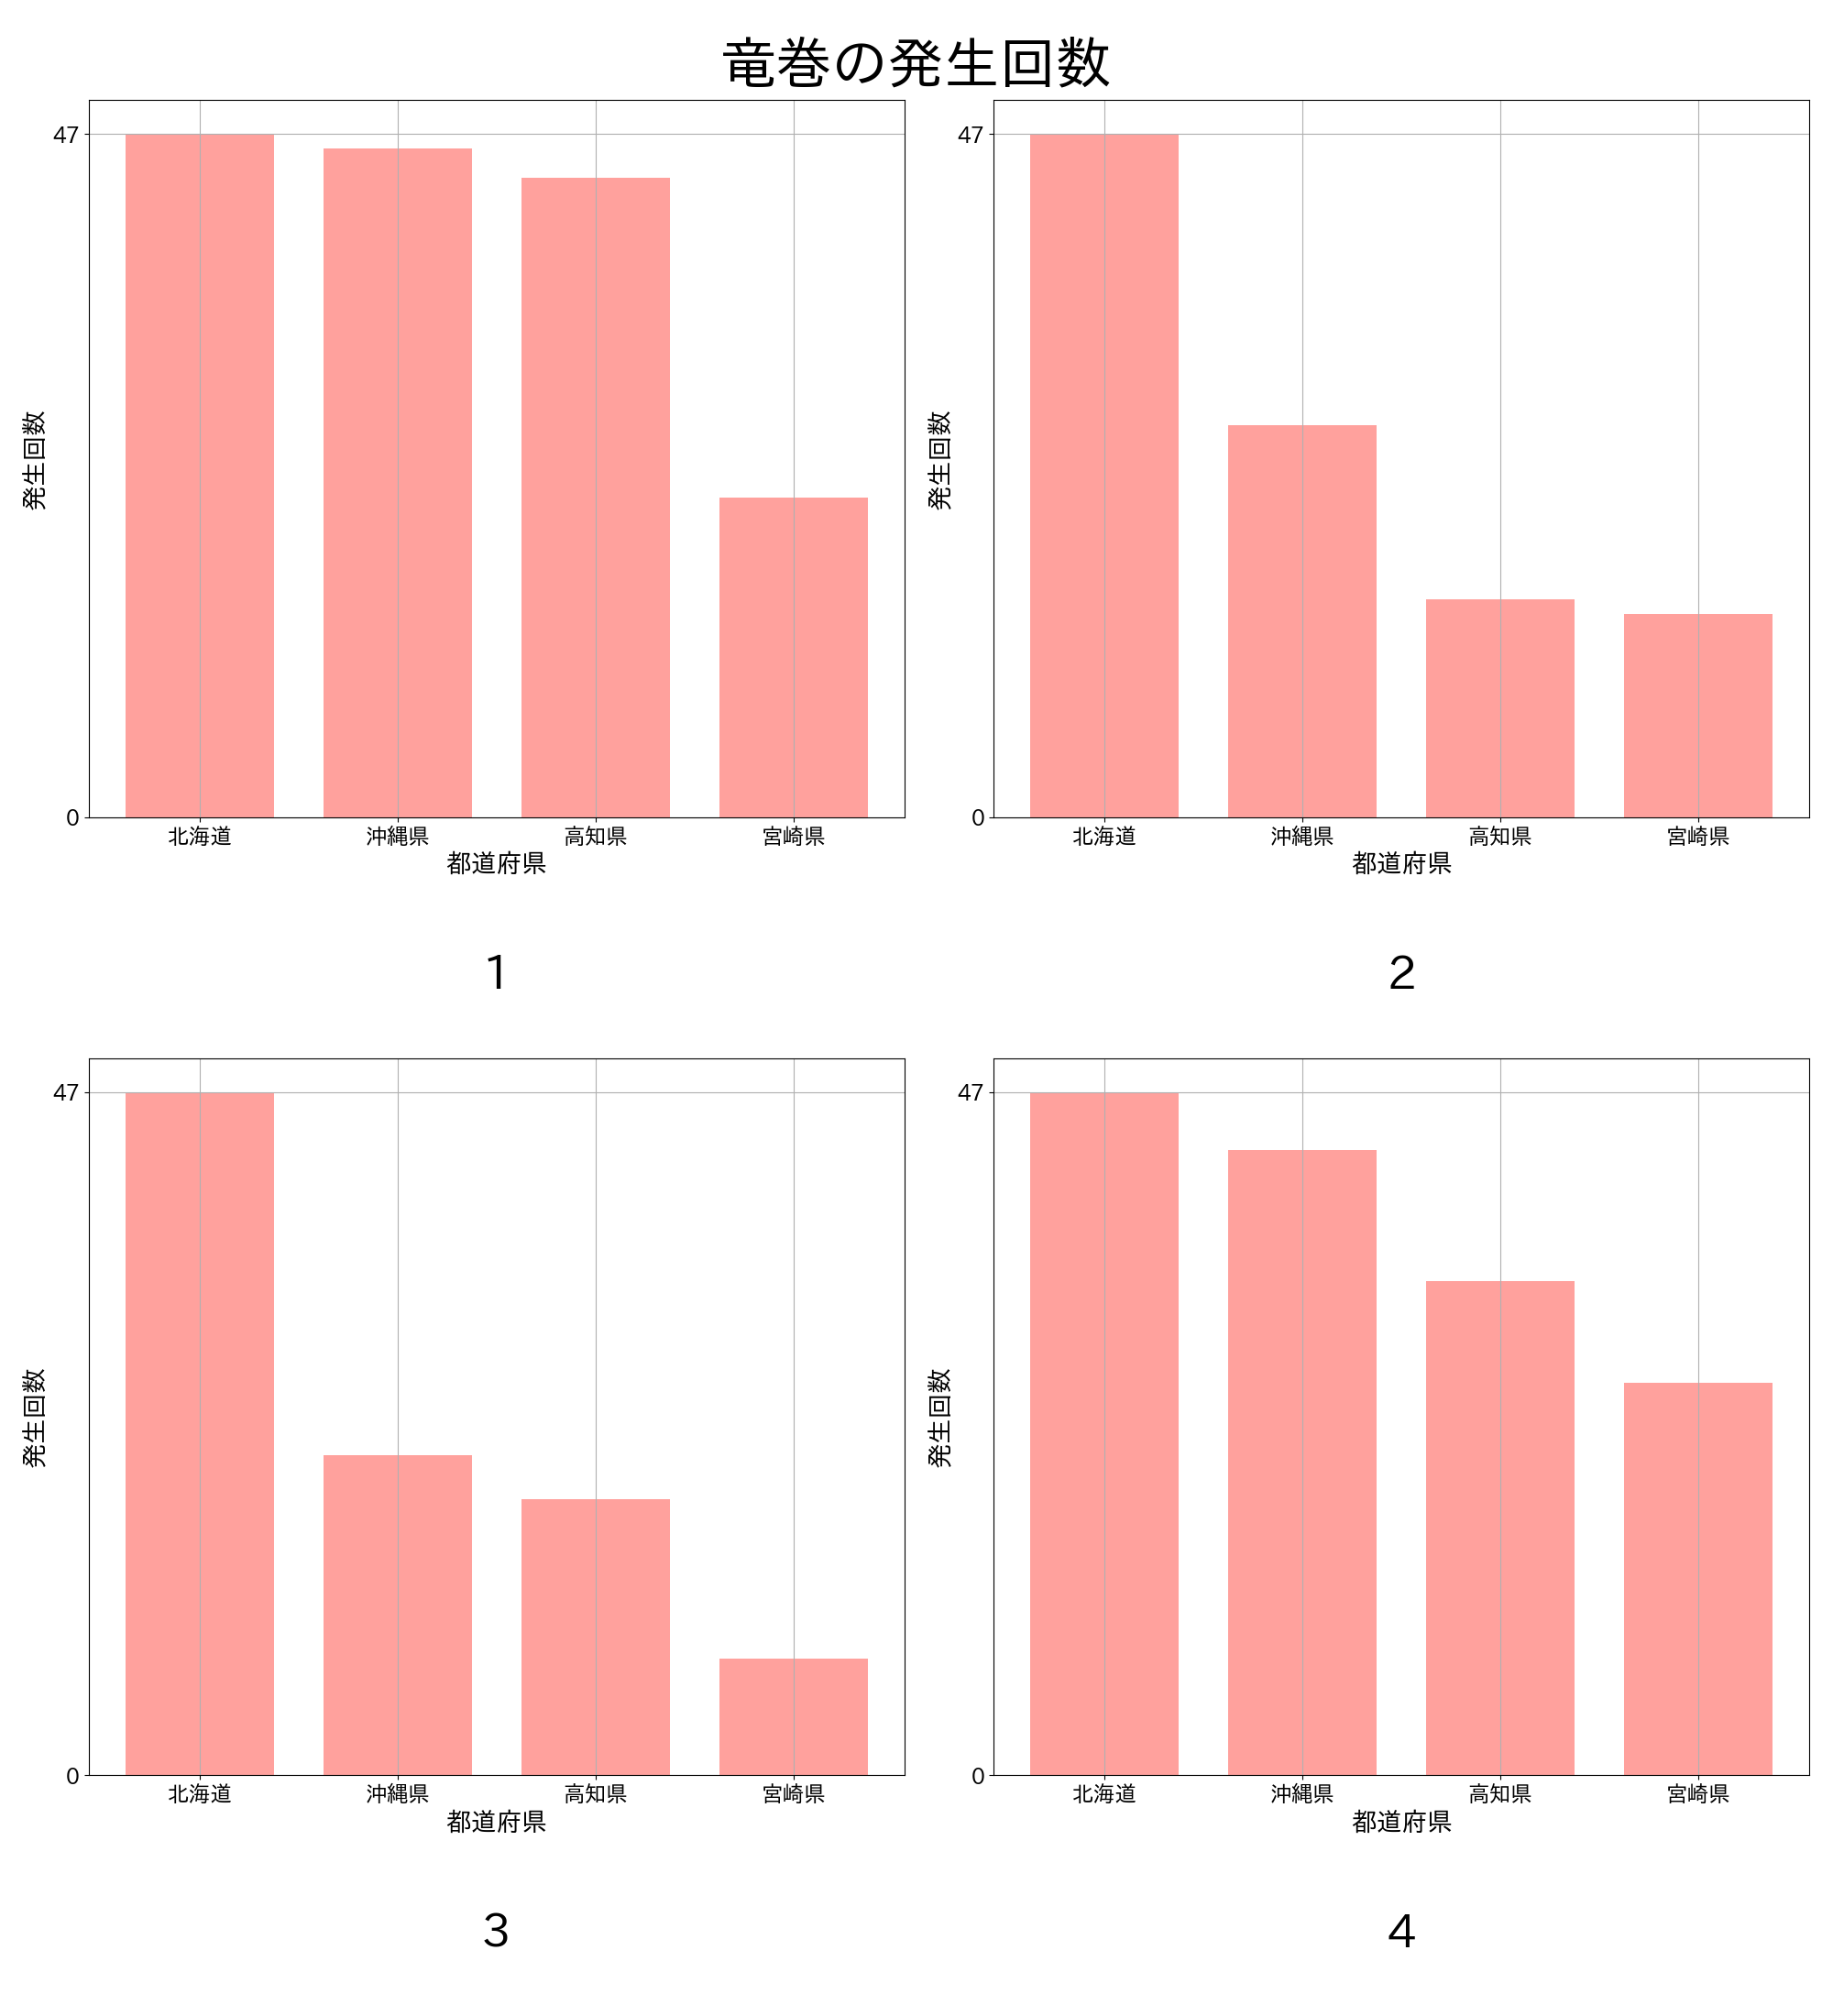 竜巻の発生回数
47
0
発生回数
北海道 沖縄県 高知県 宮崎県
都道府県
1
47
0
発生回数
北海道 沖縄県 高知県 宮崎県
都道府県
2
47
0
発生回数
北海道 沖縄県 高知県 宮崎県
都道府県
3
47
0
発生回数
北海道 沖縄県 高知県 宮崎県
都道府県
4